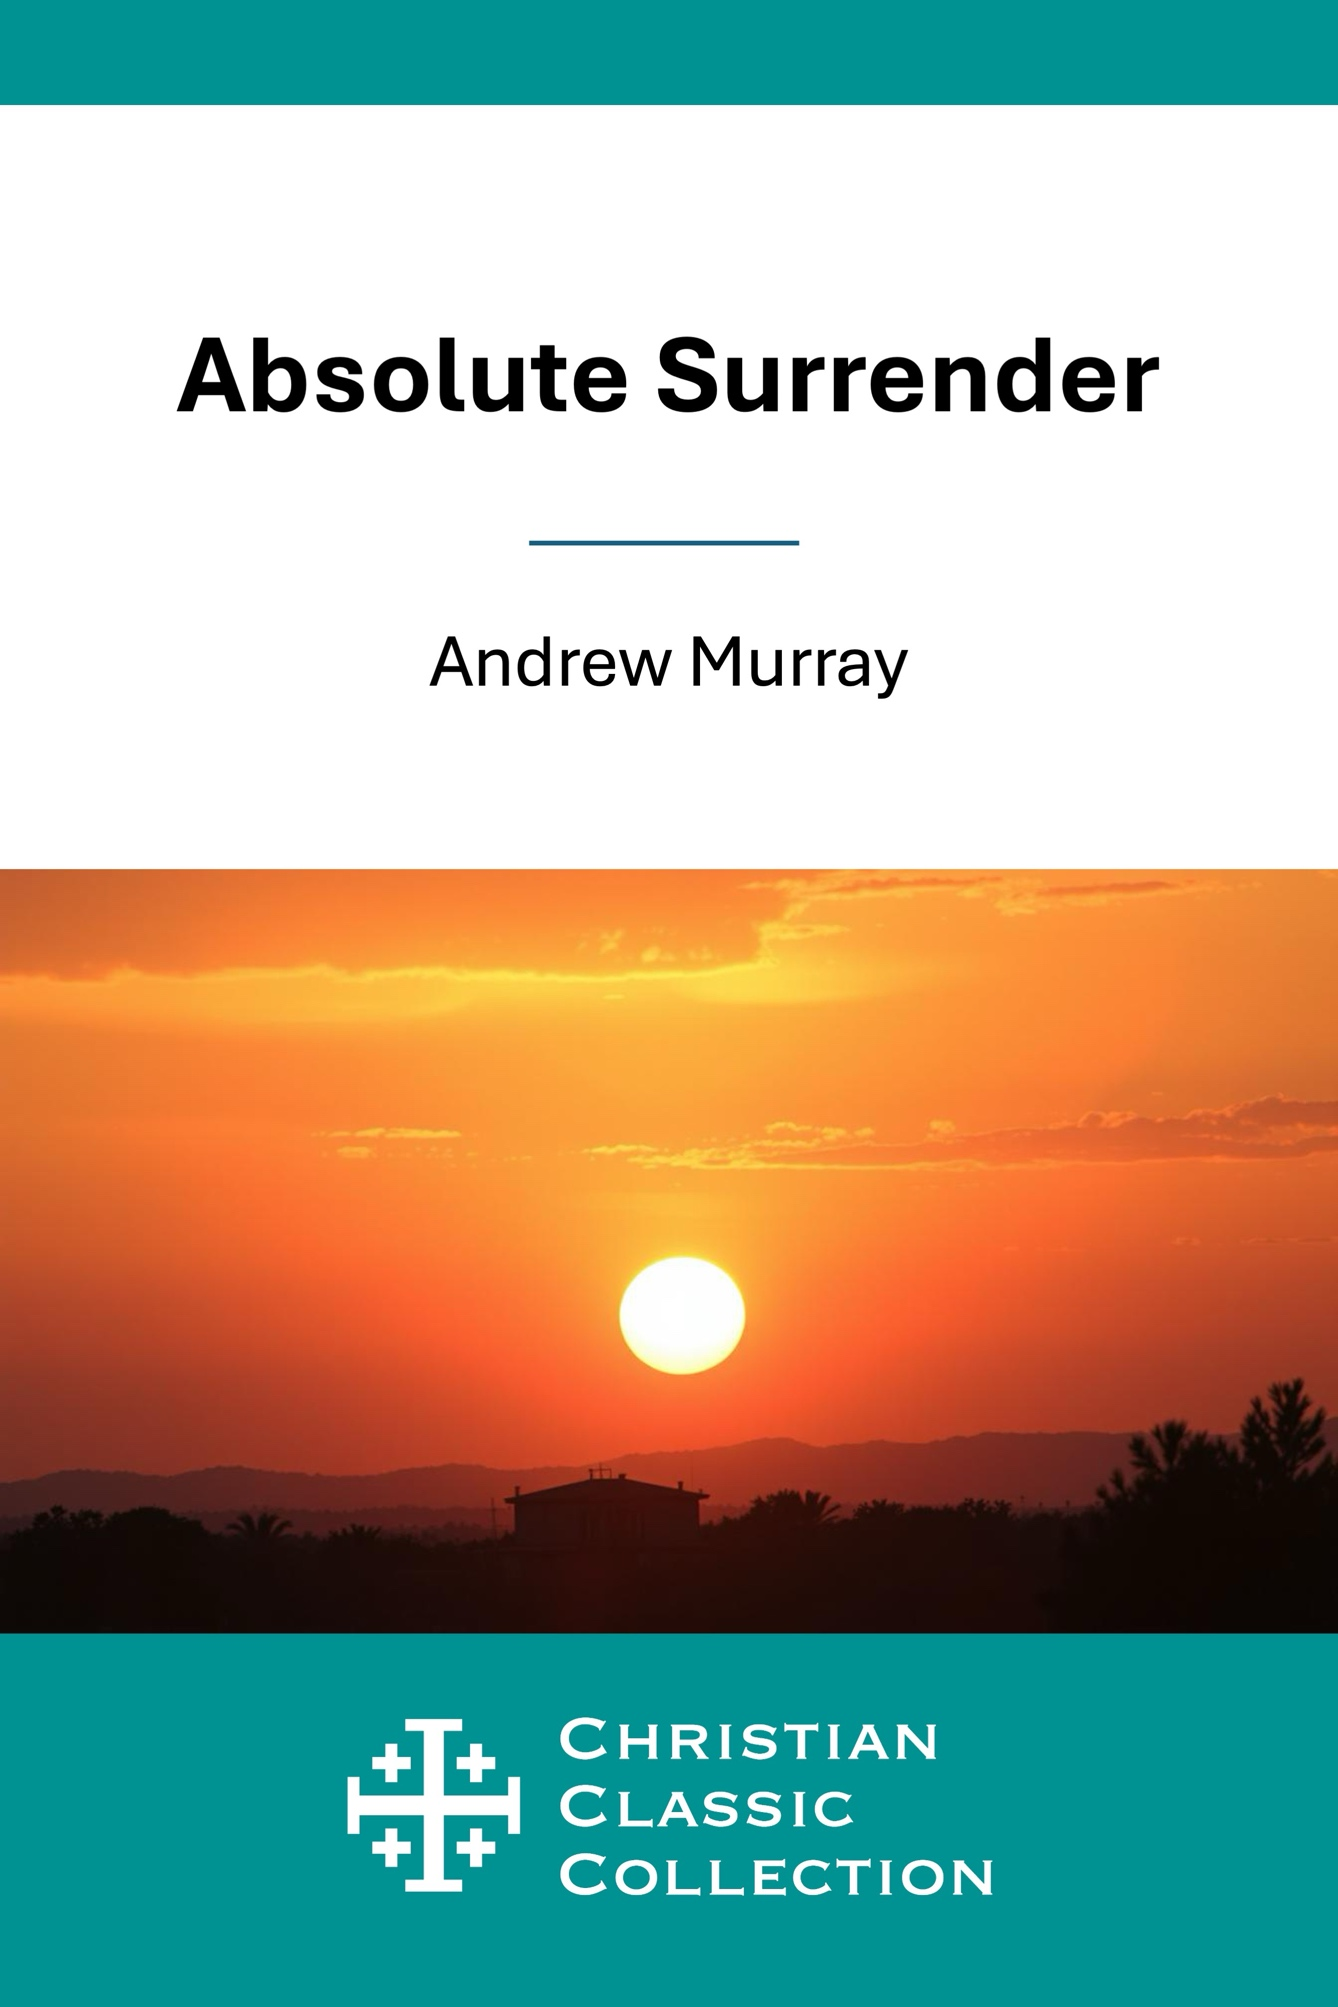 Absolute Surrender
Andrew Murray
CHRISTIAN
CLASSIC
COLLECTION